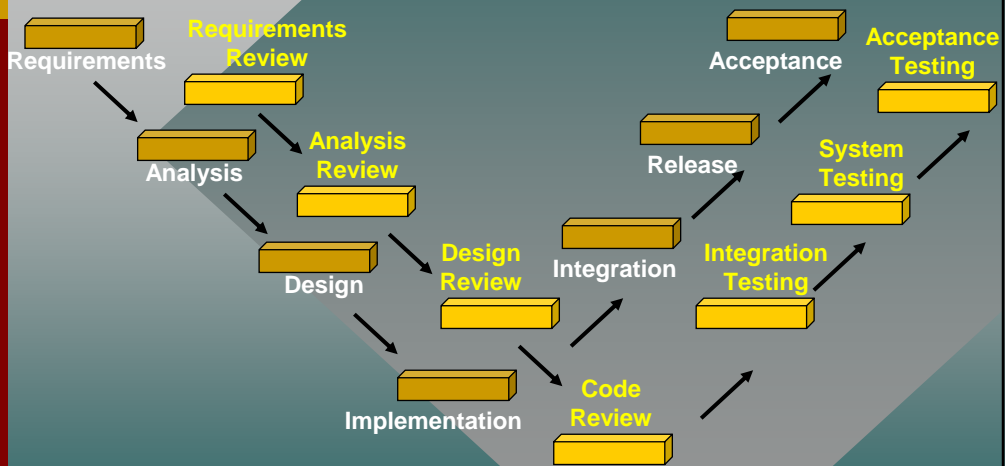 Requirements
Requirements
Review
Analysis
Analysis
Review
Design
Design
Review
Implementation
Code
Review
Integration
Integration
Testing
Release
System
Testing
Acceptance
Acceptance
Testing